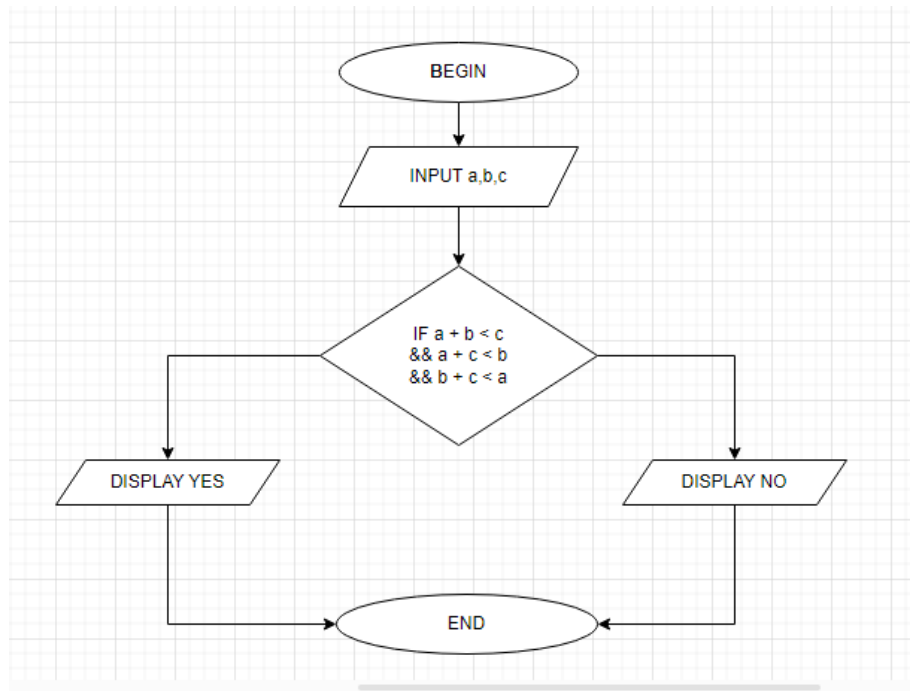 BEGIN
INPUT a,b,c
IF a + b < c
&& a + c < b
&& b + c < a
DISPLAY YES
DISPLAY NO
END